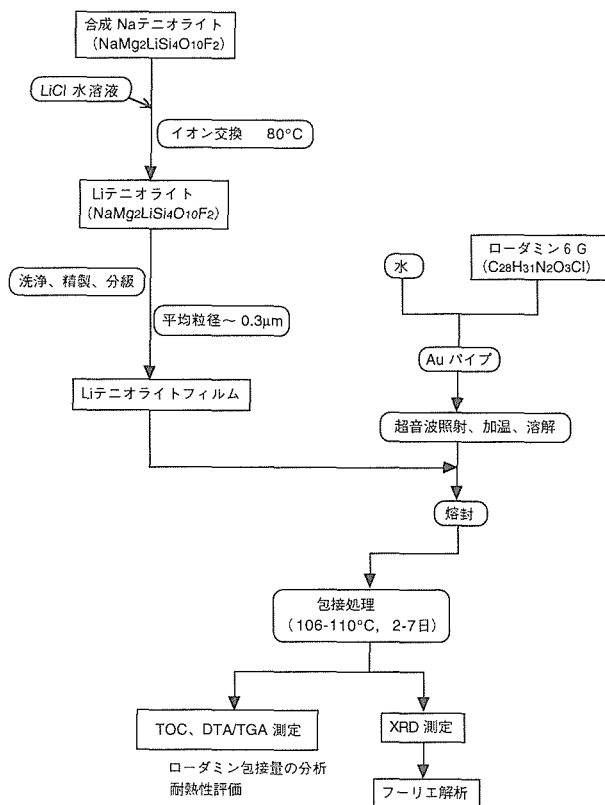 合成 Naテニオライト
（NaMg2LiSi4O10F2）
LiCl 水溶液
イオン交換　80°C
Liテニオライト
（NaMg2LiSi4O10F2）
洗浄、精製、分級
平均粒径～ 0.3μm
Liテニオライトフィルム
水
ローダミン 6 G
（C28H31N2O3Cl）
Au パイプ
超音波照射、加温、溶解
熔封
包接処理
（106-110°C，2-7日）
TOC、DTA/TGA 測定
ローダミン包接量の分析
耐熱性評価
XRD 測定
フーリエ解析